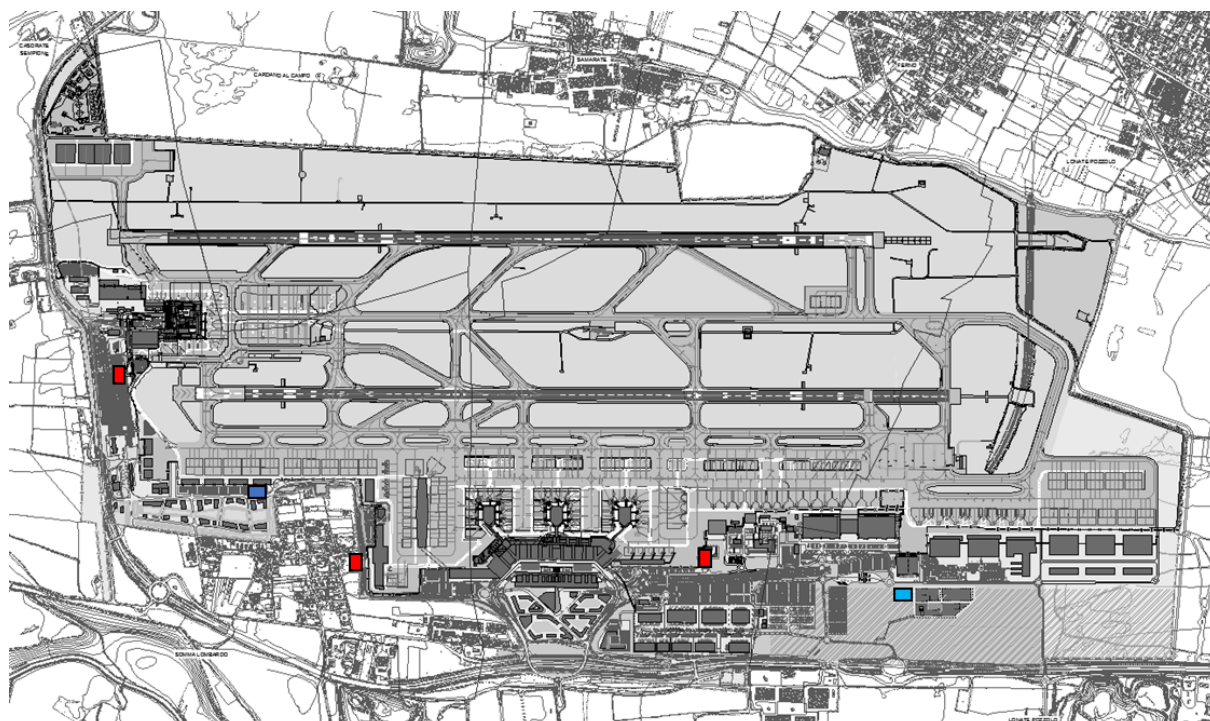 CASORATE
SEMPIONE
CARDANO AL CAMPO
SAMARATE
FERNO
LONATE POZZOLO
SOMMA LOMBARDO
LONATE POZZOLO